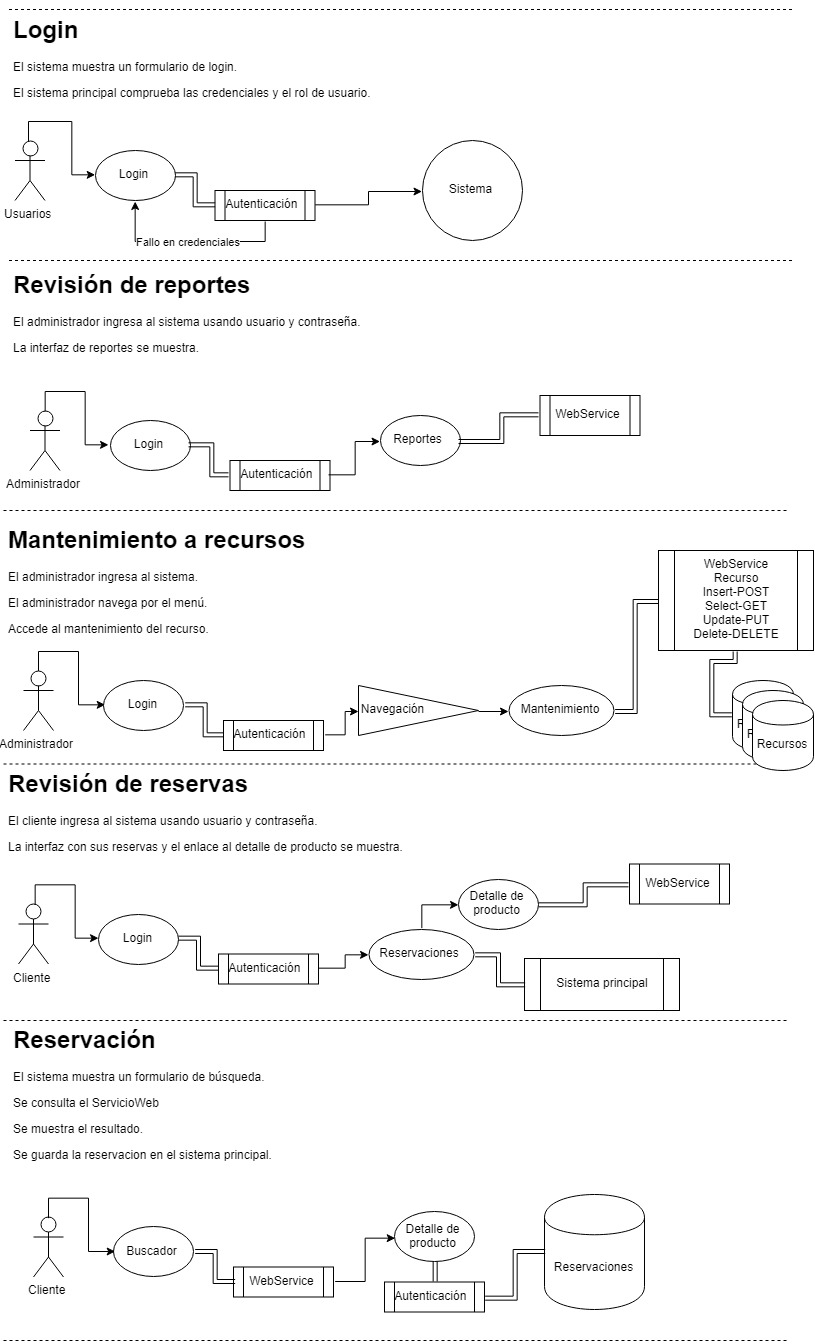 Login
El sistema muestra un formulario de login.
El sistema principal comprueba las credenciales y el rol de usuario.
Login
Autenticación
Sistema
Usuarios
Fallo en credenciales
Revisión de reportes
El administrador ingresa al sistema usando usuario y contraseña.
La interfaz de reportes se muestra.
WebService
Login
Reportes
Autenticación
Administrador
Mantenimiento a recursos
El administrador ingresa al sistema.
El administrador navega por el menú.
Accede al mantenimiento del recurso.
WebService
Recurso
Insert-POST
Select-GET
Update-PUT
Delete-DELETE
Login
Navegación
Mantenimiento
Autenticación
Administrador
R
R
Recursos
Revisión de reservas
El cliente ingresa al sistema usando usuario y contraseña.
La interfaz con sus reservas y el enlace al detalle de producto se muestra.
WebService
Detalle de
producto
Login
Reservaciones
Autenticación
Sistema principal
Cliente
Reservación
El sistema muestra un formulario de búsqueda.
Se consulta el ServicioWeb
Se muestra el resultado.
Se guarda la reservacion en el sistema principal.
Detalle de
producto
Buscador
WebService
Reservaciones
Autenticación
Cliente